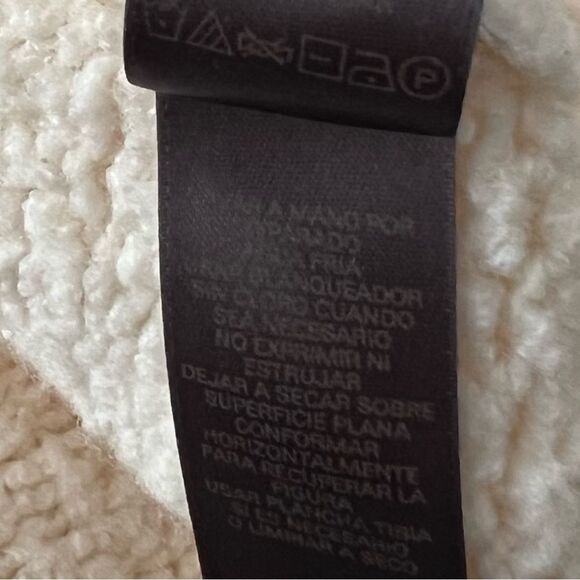 P
A MANO POR
FRIA
BLANQUEADOR
SIN CLORO CUANDO
SEA NECESARIO
NO EXPRIMIR NI
ESTRUJAR
DEJAR A SECAR SOBRE
SUPERFICIE PLANA
CONFORMAR
HORIZONTALMENTE
PARA RECUPERAR LA
FIGURA
USAR PLANCHA TIBIA
SI ES NECESARIO
O LIMINAR A SECO